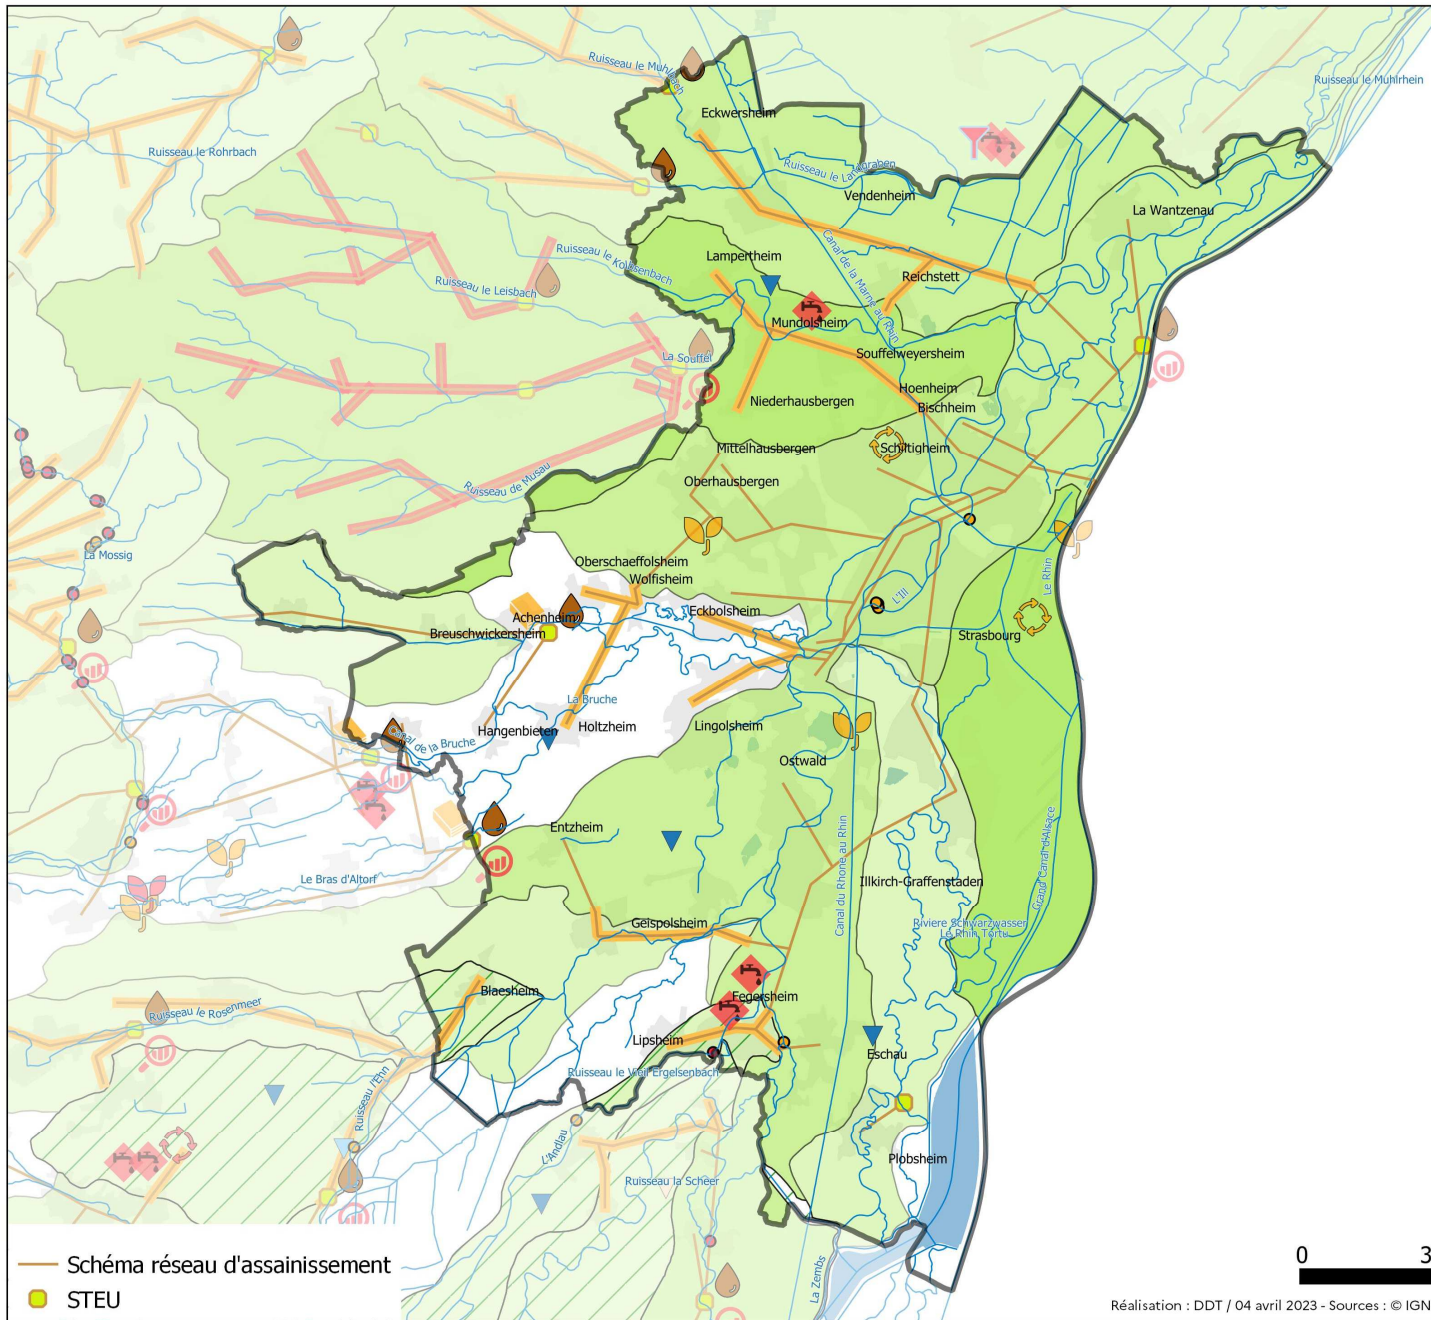 Ruisseau le Muhlbach
Ruisseau le Muhlrhein
Eckwersheim
Ruisseau le Rohrbach
Ruisseau le Landgraben
Vendenheim
La Wantzenau
Ruisseau le Kolbsenbach
Lampertheim
Canal de la Marne au Rhin
Reichstett
Ruisseau le Leisbach
Mundolsheim
La Souffel
Souffelweyersheim
Hoenheim
Niederhausbergen
Bischheim
Mittelhausbergen
Schiltigheim
Ruisseau de Musau
Oberhausbergen
La Mossig
Oberschaeffolsheim
Wolfisheim
Le Rhin
L'Ill
Achenheim
Eckbolsheim
Breuschwickersheim
Strasbourg
La Bruche
Hangenbieten
Holtzheim
Lingolsheim
Canal de la Bruche
Ostwald
Entzheim
Canal du Rhone au Rhin
Grand Canal d'Alsace
Le Bras d'Altorf
Illkirch-Graffenstaden
Geispolsheim
Riviere Schwarzwasser
Le Rhin Tortu
Blaesheim
Fegersheim
Ruisseau le Rosenmeer
Lipsheim
Eschau
Ruisseau le Vieil Ergelsenbach
Ruisseau l'Ehn
L'Andlau
Plobsheim
Ruisseau la Scheer
La Zembs
Schéma réseau d'assainissement
STEU
0 3
Réalisation : DDT / 04 avril 2023 - Sources : © IGN